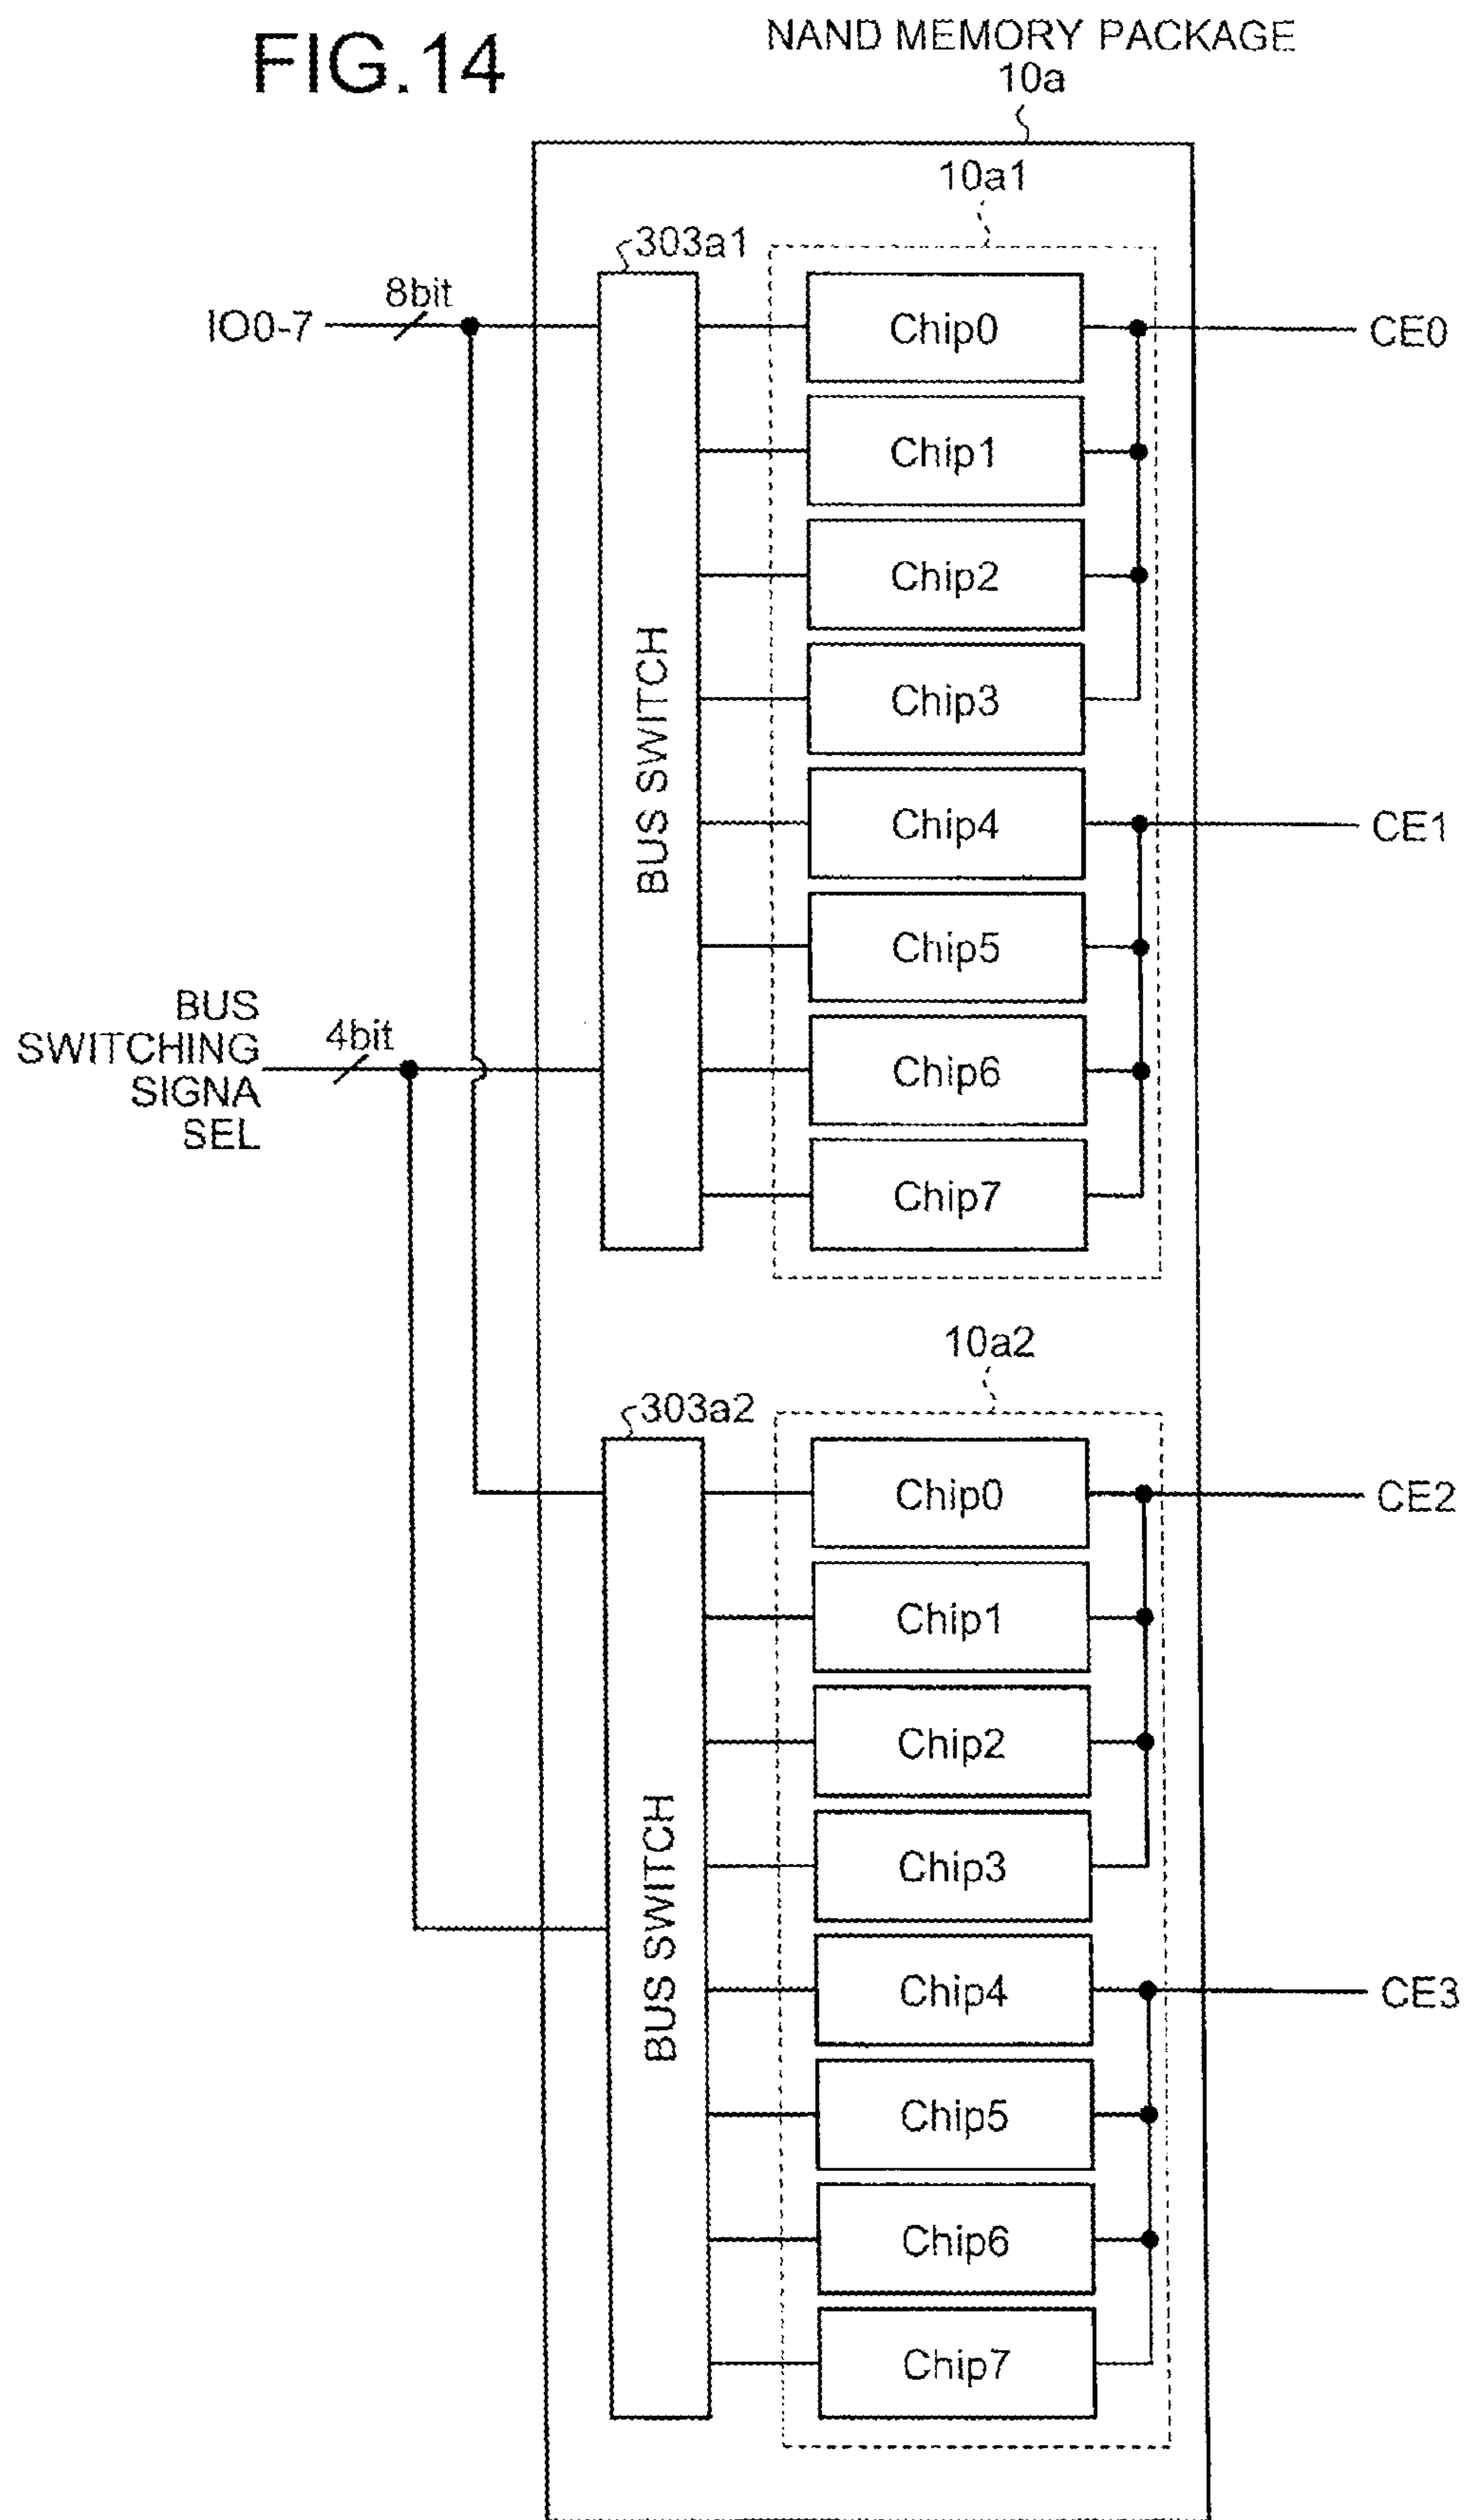 FIG.14
NAND MEMORY PACKAGE
10a
10a1
303a1
8bit
IO0-7
Chip0
CE0
Chip1
Chip2
Chip3
BUS SWITCH
Chip4
CE1
Chip5
BUS
SWITCHING
SIGNA
SEL
4bit
Chip6
Chip7
10a2
303a2
Chip0
CE2
Chip1
Chip2
Chip3
BUS SWITCH
Chip4
CE3
Chip5
Chip6
Chip7